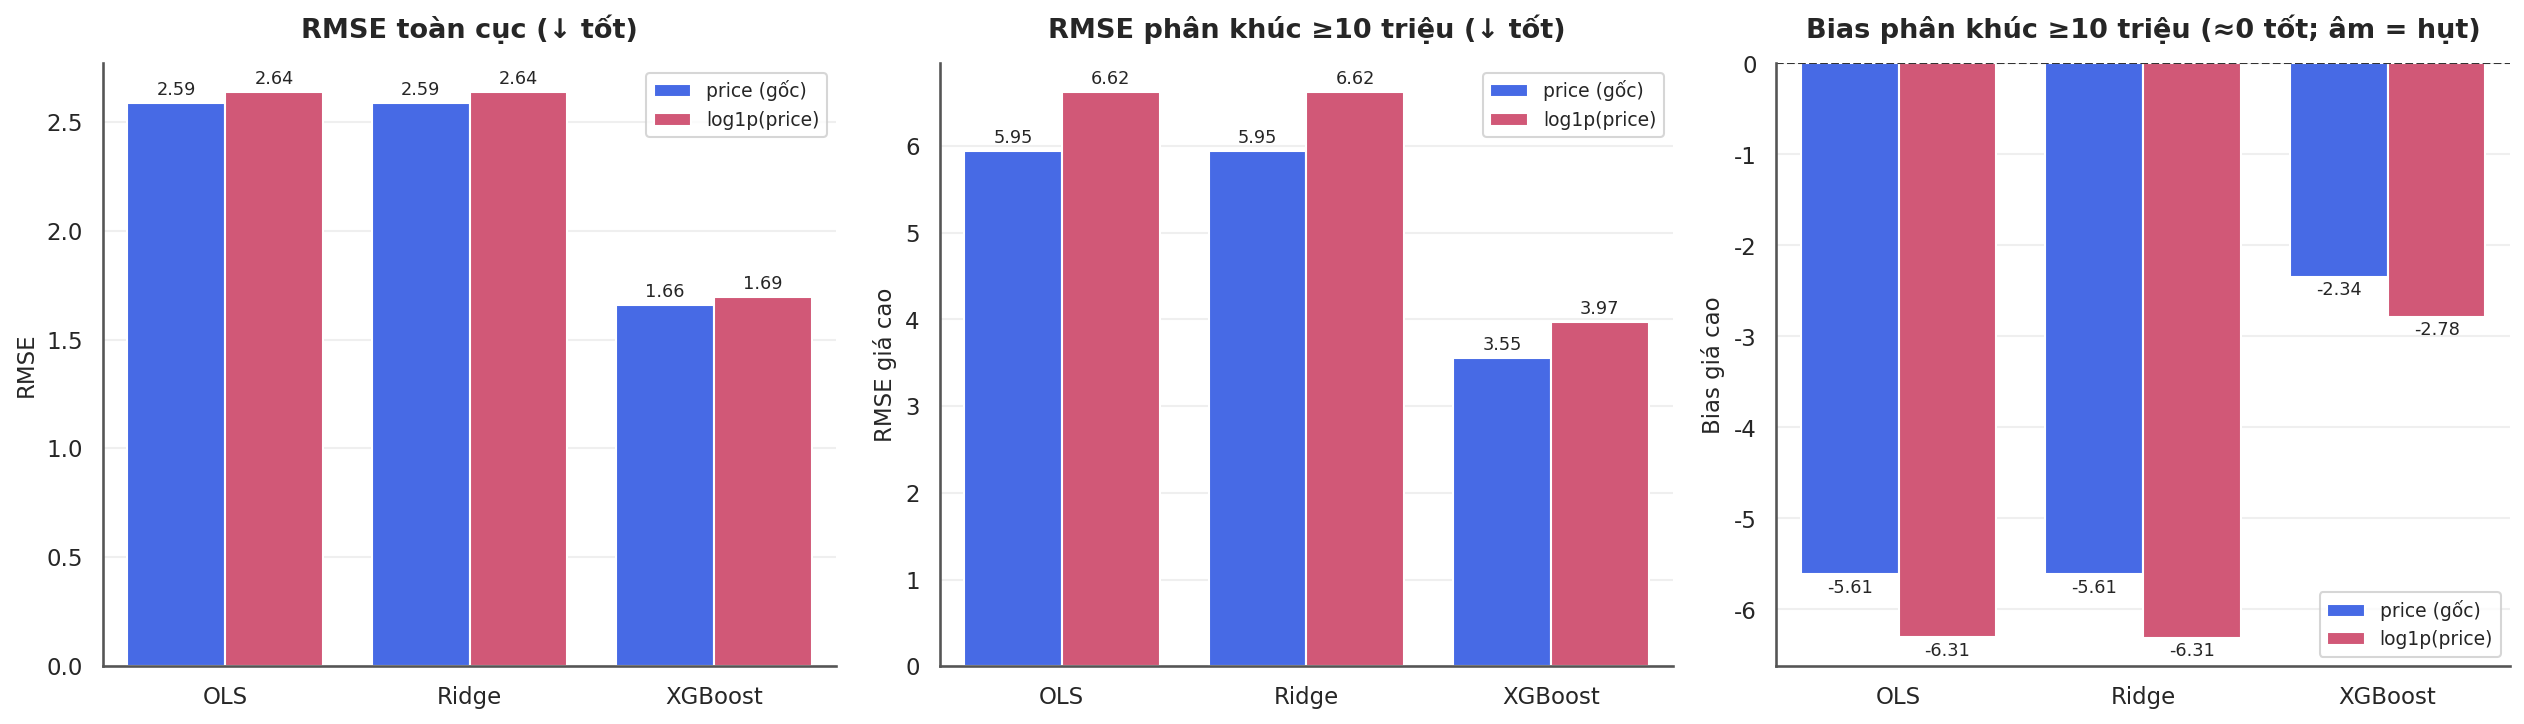 RMSE toàn cục (↓ tốt)
2.59
2.64
2.59
2.64
1.66
1.69
price (gốc)
log1p(price)
RMSE
2.5
2.0
1.5
1.0
0.5
0.0
OLS
Ridge
XGBoost
RMSE phân khúc ≥10 triệu (↓ tốt)
5.95
6.62
5.95
6.62
3.55
3.97
price (gốc)
log1p(price)
RMSE giá cao
6
5
4
3
2
1
0
OLS
Ridge
XGBoost
Bias phân khúc ≥10 triệu (≈0 tốt; âm = hụt)
0
-1
-2
-3
-4
-5
-6
Bias giá cao
-5.61
-6.31
-5.61
-6.31
-2.34
-2.78
price (gốc)
log1p(price)
OLS
Ridge
XGBoost